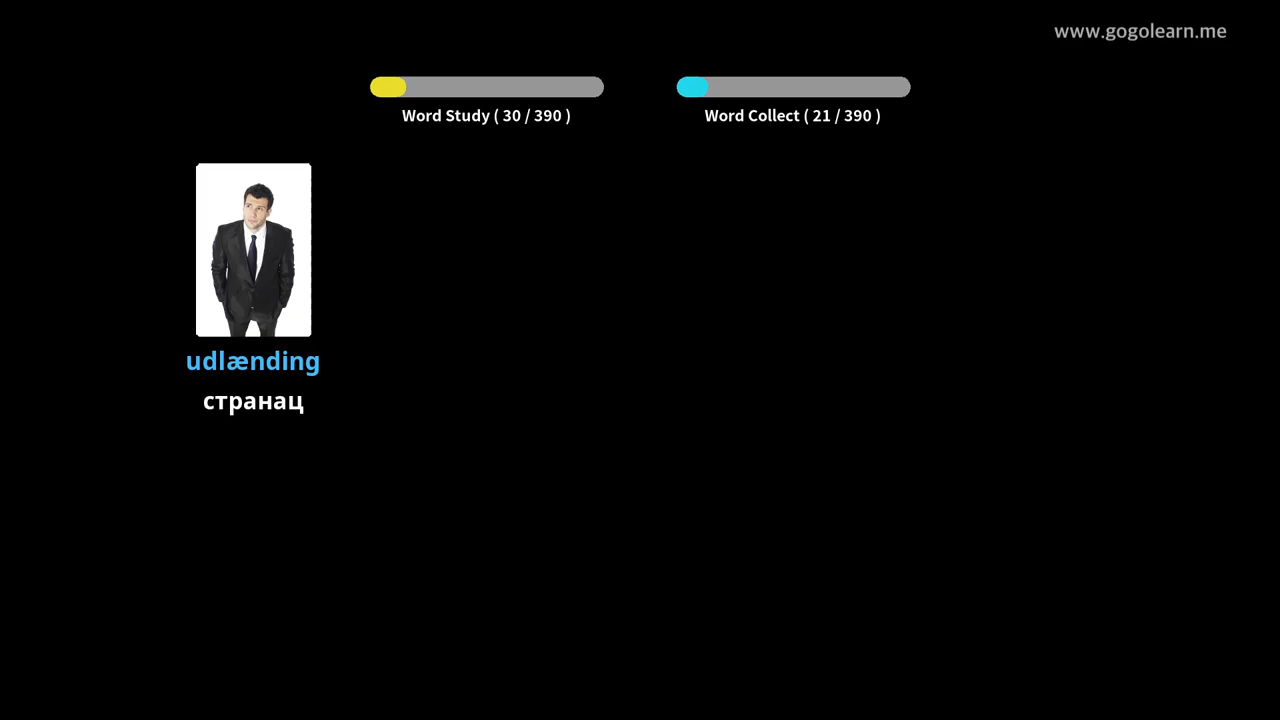 www.gogolearn.me
Word Study ( 30 / 390 )
Word Collect ( 21 / 390 )
udlænding
странац